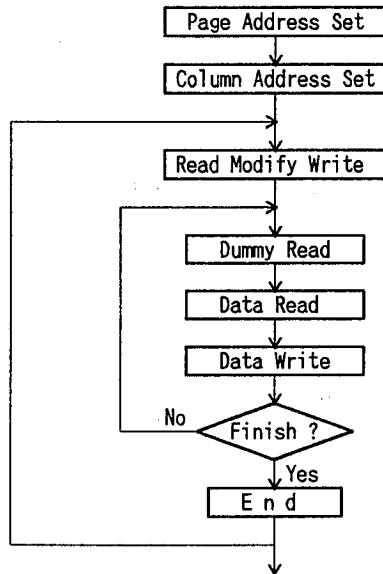 Page Address Set
Column Address Set
Read Modify Write
Dummy Read
Data Read
Data Write
No
Finish ?
Yes
E n d